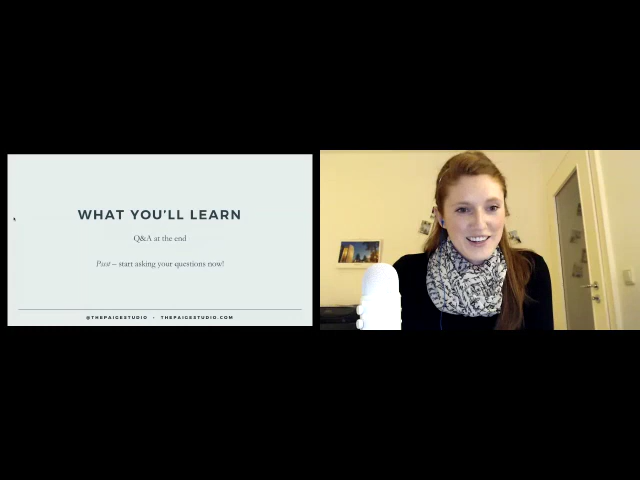 WHAT YOU'LL LEARN
Q&A at the end
Psst – start asking your questions now!
@THEPAIGESTUDIO • THEPAIGESTUDIO.COM